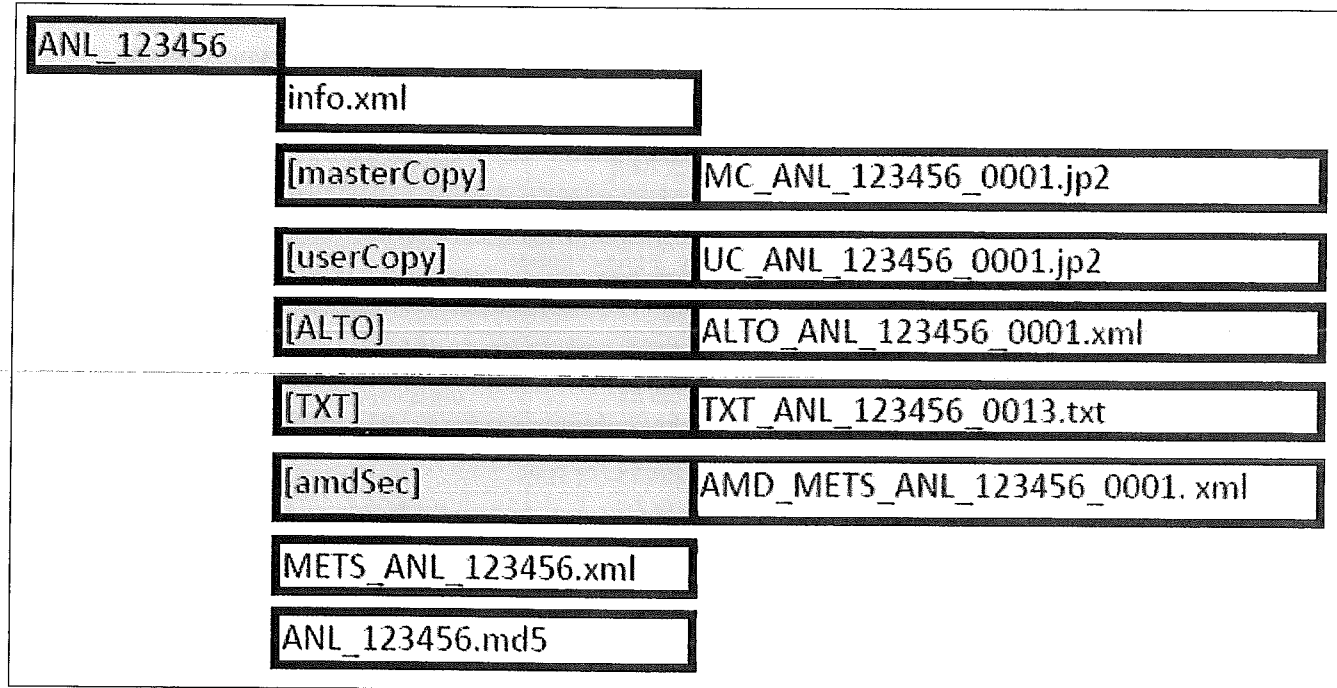 ANL_123456
info.xml
[masterCopy] MC_ANL_123456_0001.jp2
[userCopy] UC_ANL_123456_0001.jp2
[ALTO] ALTO_ANL_123456_0001.xml
[TXT] TXT_ANL_123456_0013.txt
[amdSec] AMD_METS_ANL_123456_0001. xml
METS_ANL_123456.xml
ANL_123456.md5